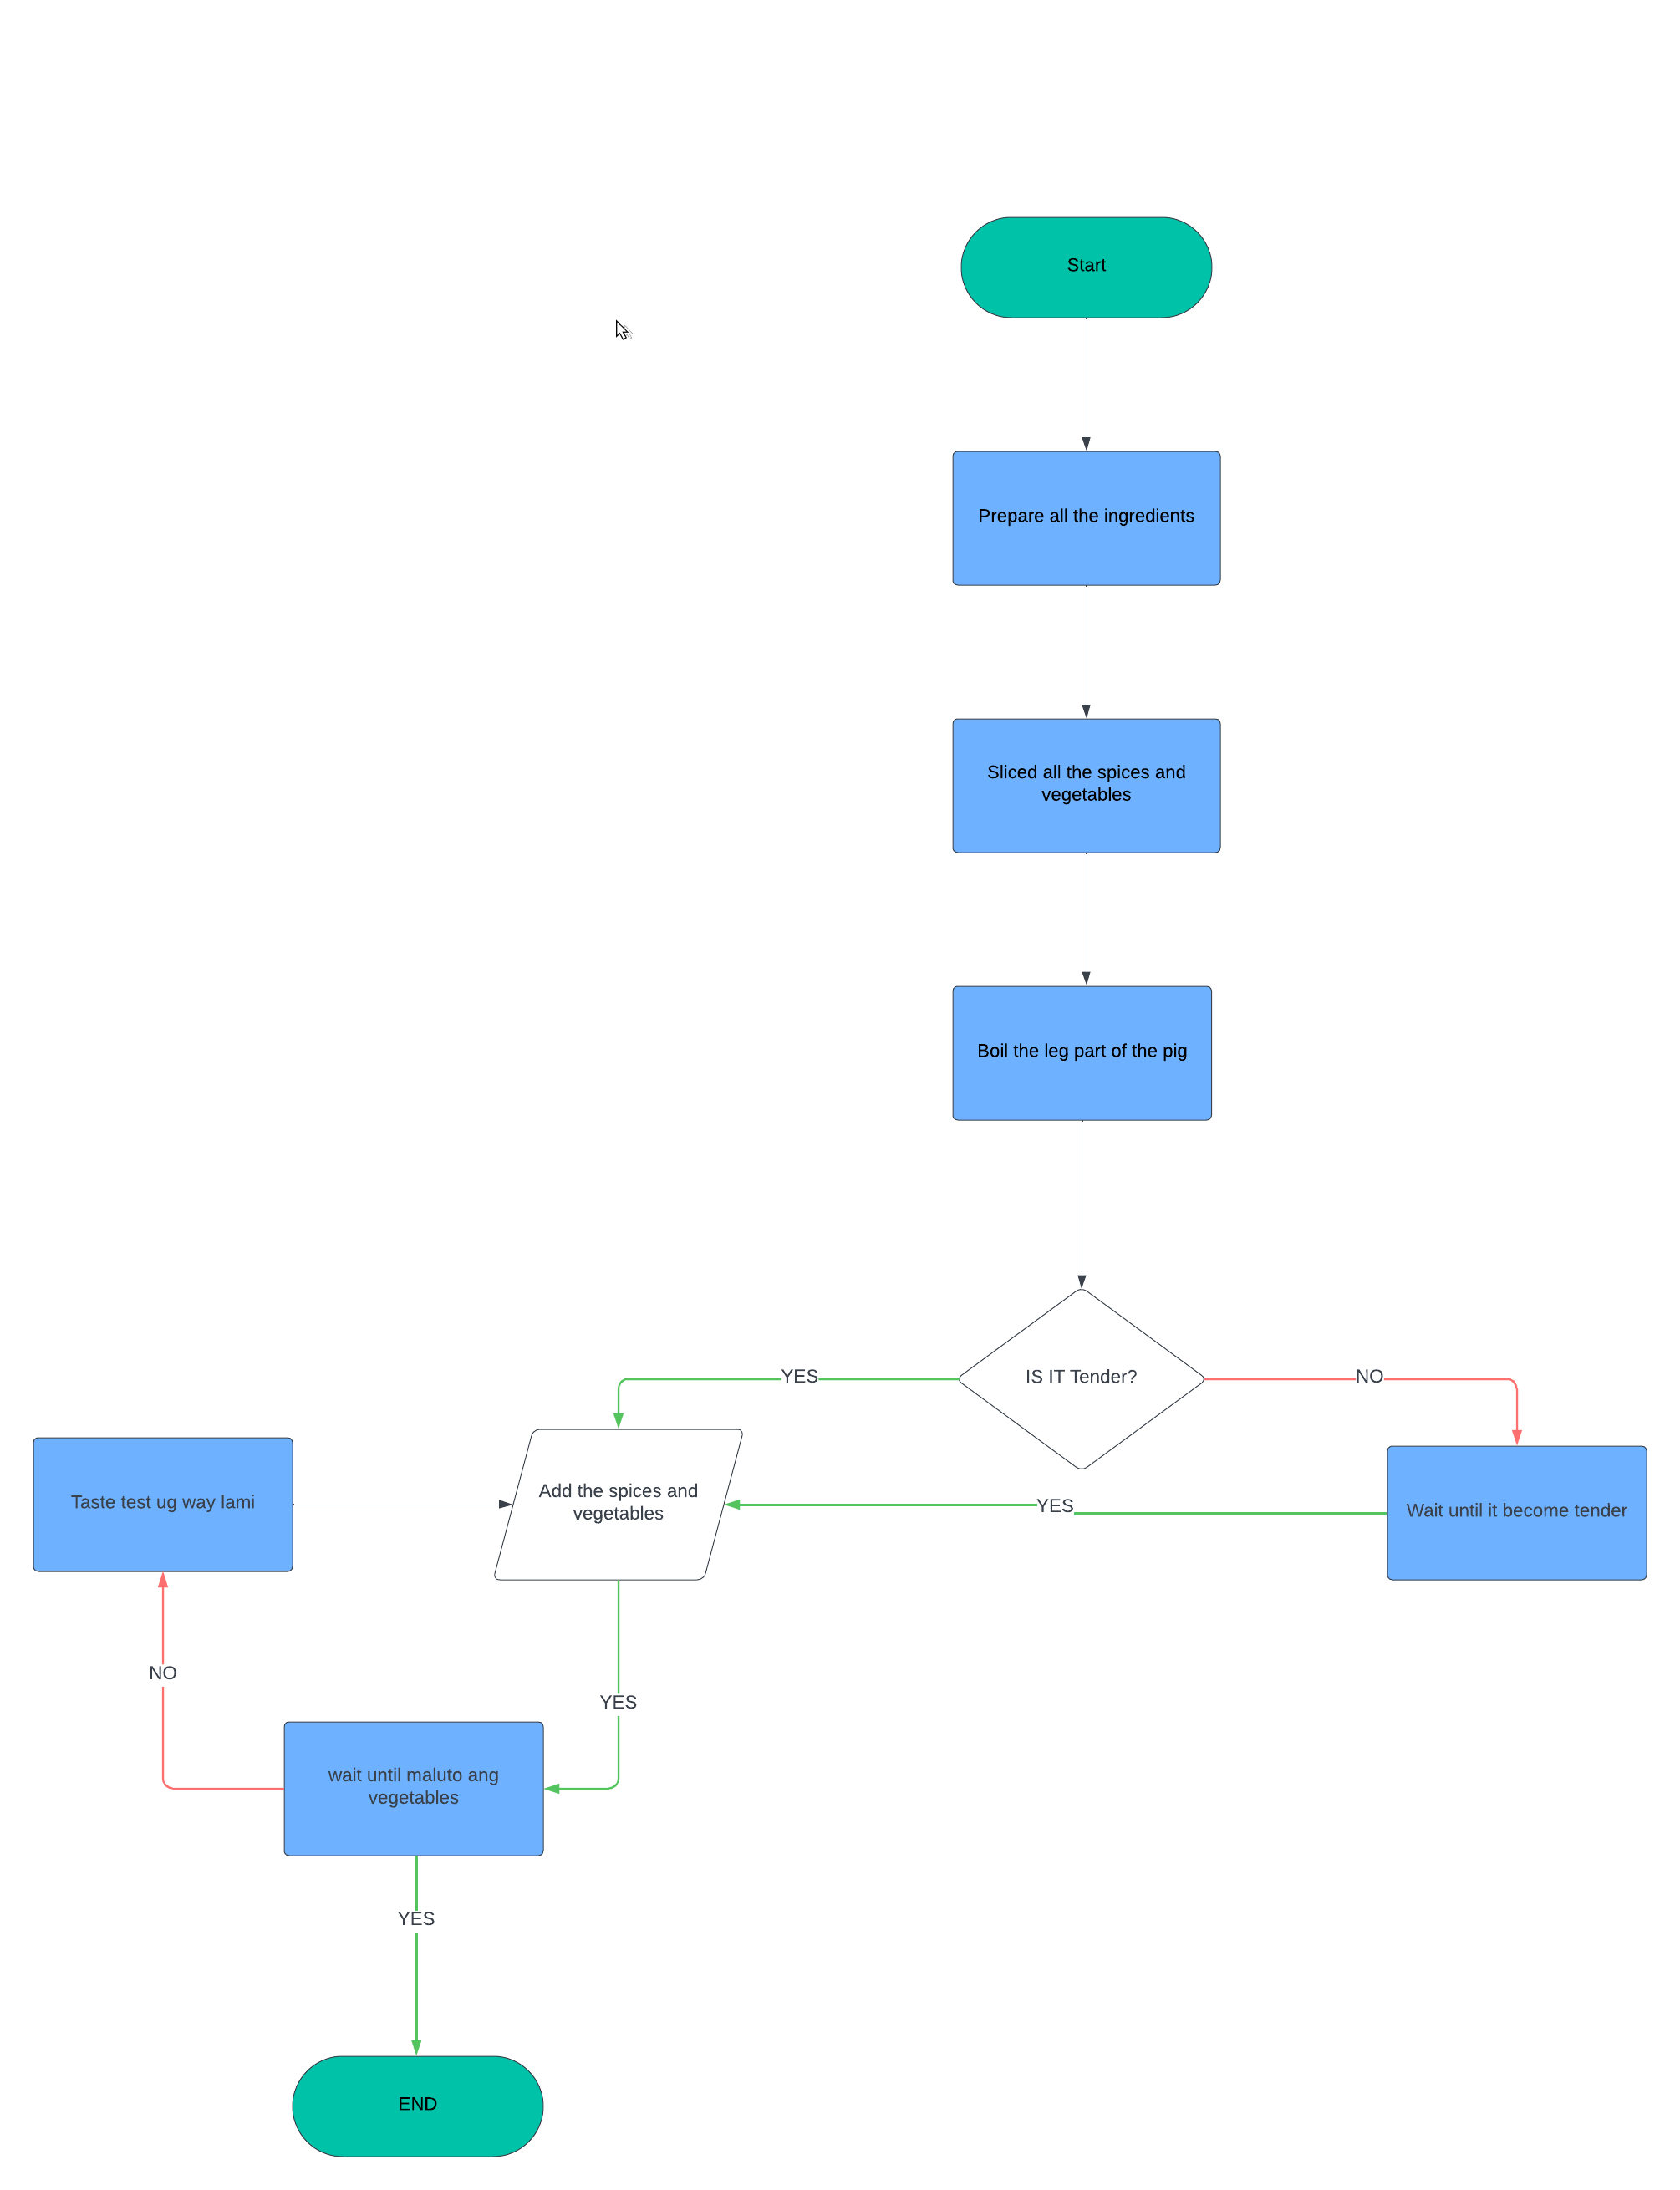 Start
Prepare all the ingredients
Sliced all the spices and
vegetables
Boil the leg part of the pig
IS IT Tender?
YES
NO
Taste test ug way lami
Add the spices and
vegetables
YES
Wait until it become tender
NO
YES
wait until maluto ang
vegetables
YES
END